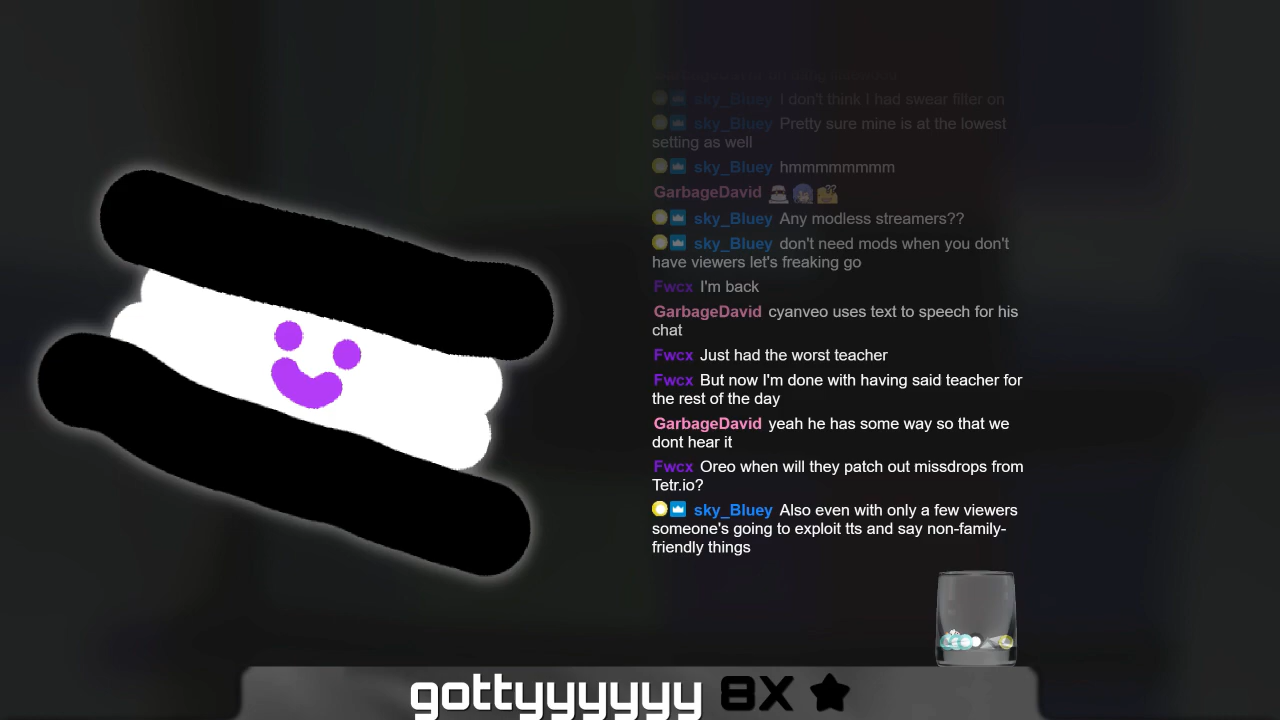 sky_Bluey I don't think I had swear filter on
sky_Bluey Pretty sure mine is at the lowest
setting as well
sky_Bluey hmmmmmmmm
GarbageDavid
sky_Bluey Any modless streamers??
sky_Bluey don't need mods when you don't
have viewers let's freaking go
Fwcx I'm back
GarbageDavid cyanveo uses text to speech for his
chat
Fwcx Just had the worst teacher
Fwcx But now I'm done with having said teacher for
the rest of the day
GarbageDavid yeah he has some way so that we
dont hear it
Fwcx Oreo when will they patch out missdrops from
Tetr.io?
sky_Bluey Also even with only a few viewers
someone's going to exploit tts and say non-family-
friendly things
gottyyyyyy 8X